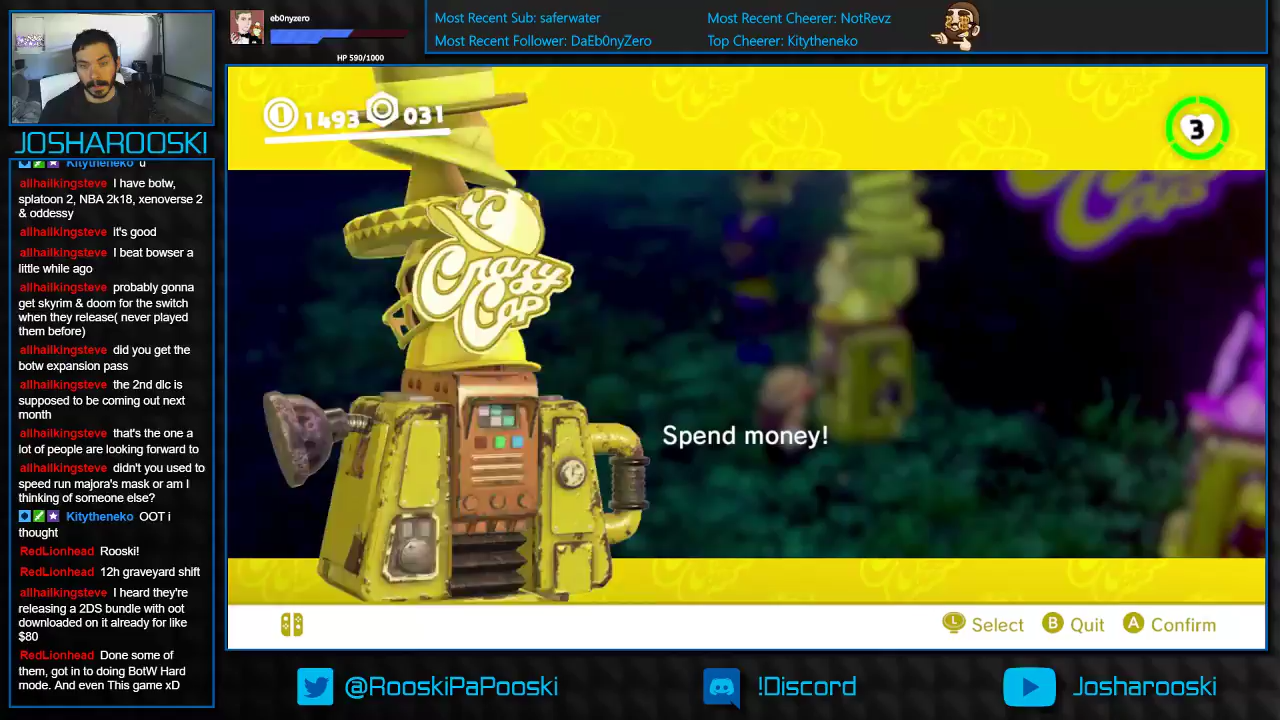 eb0nyzero
HP 590/1000
Most Recent Sub: saferwater
Most Recent Follower: DaEb0nyZero
Most Recent Cheerer: NotRevz
Top Cheerer: Kitytheneko
JOSHAROOSKI
Kitytheneko u
allhailkingsteve I have botw,
splatoon 2, NBA 2k18, xenoverse 2
& oddessy
allhailkingsteve it's good
allhailkingsteve I beat bowser a
little while ago
allhailkingsteve probably gonna
get skyrim & doom for the switch
when they release( never played
them before)
allhailkingsteve did you get the
botw expansion pass
allhailkingsteve the 2nd dlc is
supposed to be coming out next
month
allhailkingsteve that's the one a
lot of people are looking forward to
allhailkingsteve didn't you used to
speed run majora's mask or am I
thinking of someone else?
Kitytheneko OOT i
thought
RedLionhead Rooski!
RedLionhead 12h graveyard shift
allhailkingsteve I heard they're
releasing a 2DS bundle with oot
downloaded on it already for like
$80
RedLionhead Done some of
them, got in to doing BotW Hard
mode. And even This game xD
1493 031
3
Crazy
Cap
Crazy
Caps
Spend money!
L Select B Quit A Confirm
@RooskiPaPooski
!Discord
Josharooski